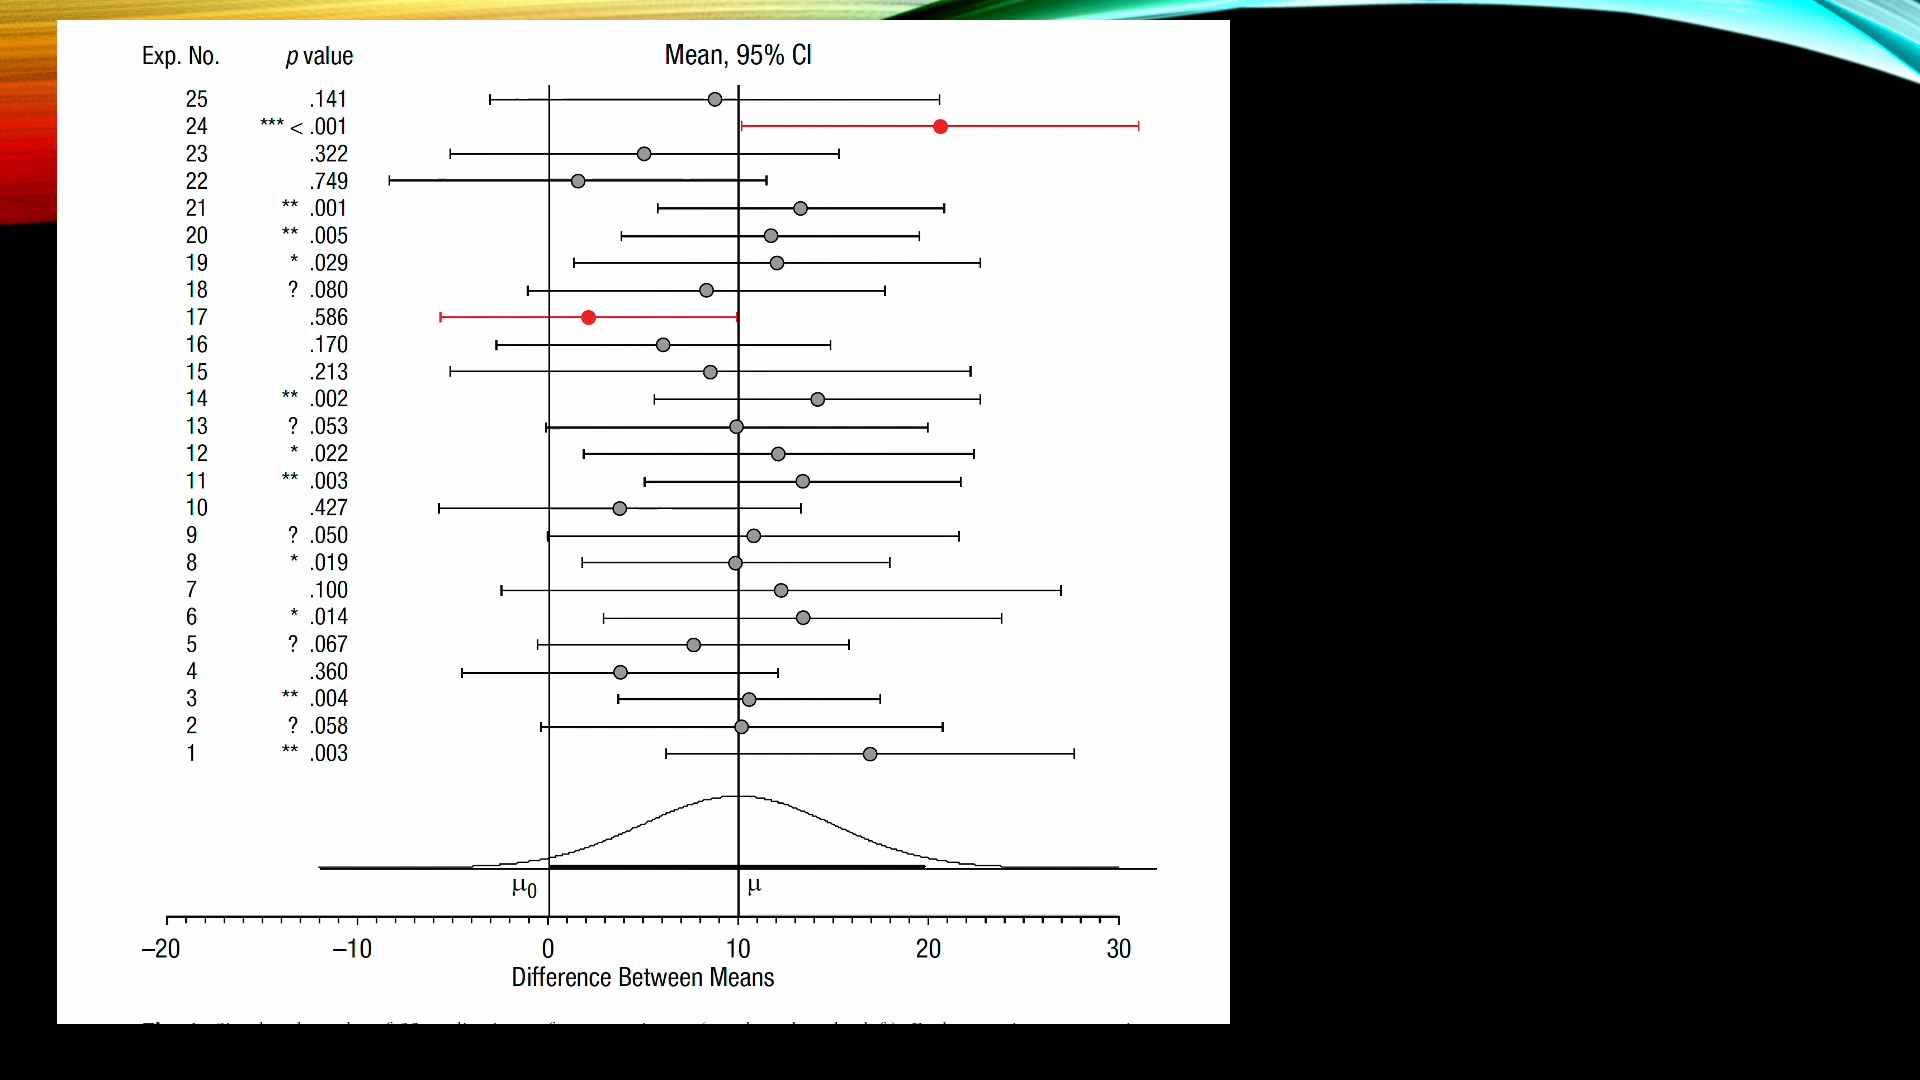 Exp. No. p value Mean, 95% CI
25 .141
24 *** < .001
23 .322
22 .749
21 ** .001
20 ** .005
19 * .029
18 ? .080
17 .586
16 .170
15 .213
14 ** .002
13 ? .053
12 * .022
11 ** .003
10 .427
9 ? .050
8 * .019
7 .100
6 * .014
5 ? .067
4 .360
3 ** .004
2 ? .058
1 ** .003
μ0 μ
–20 –10 0 10 20 30
Difference Between Means